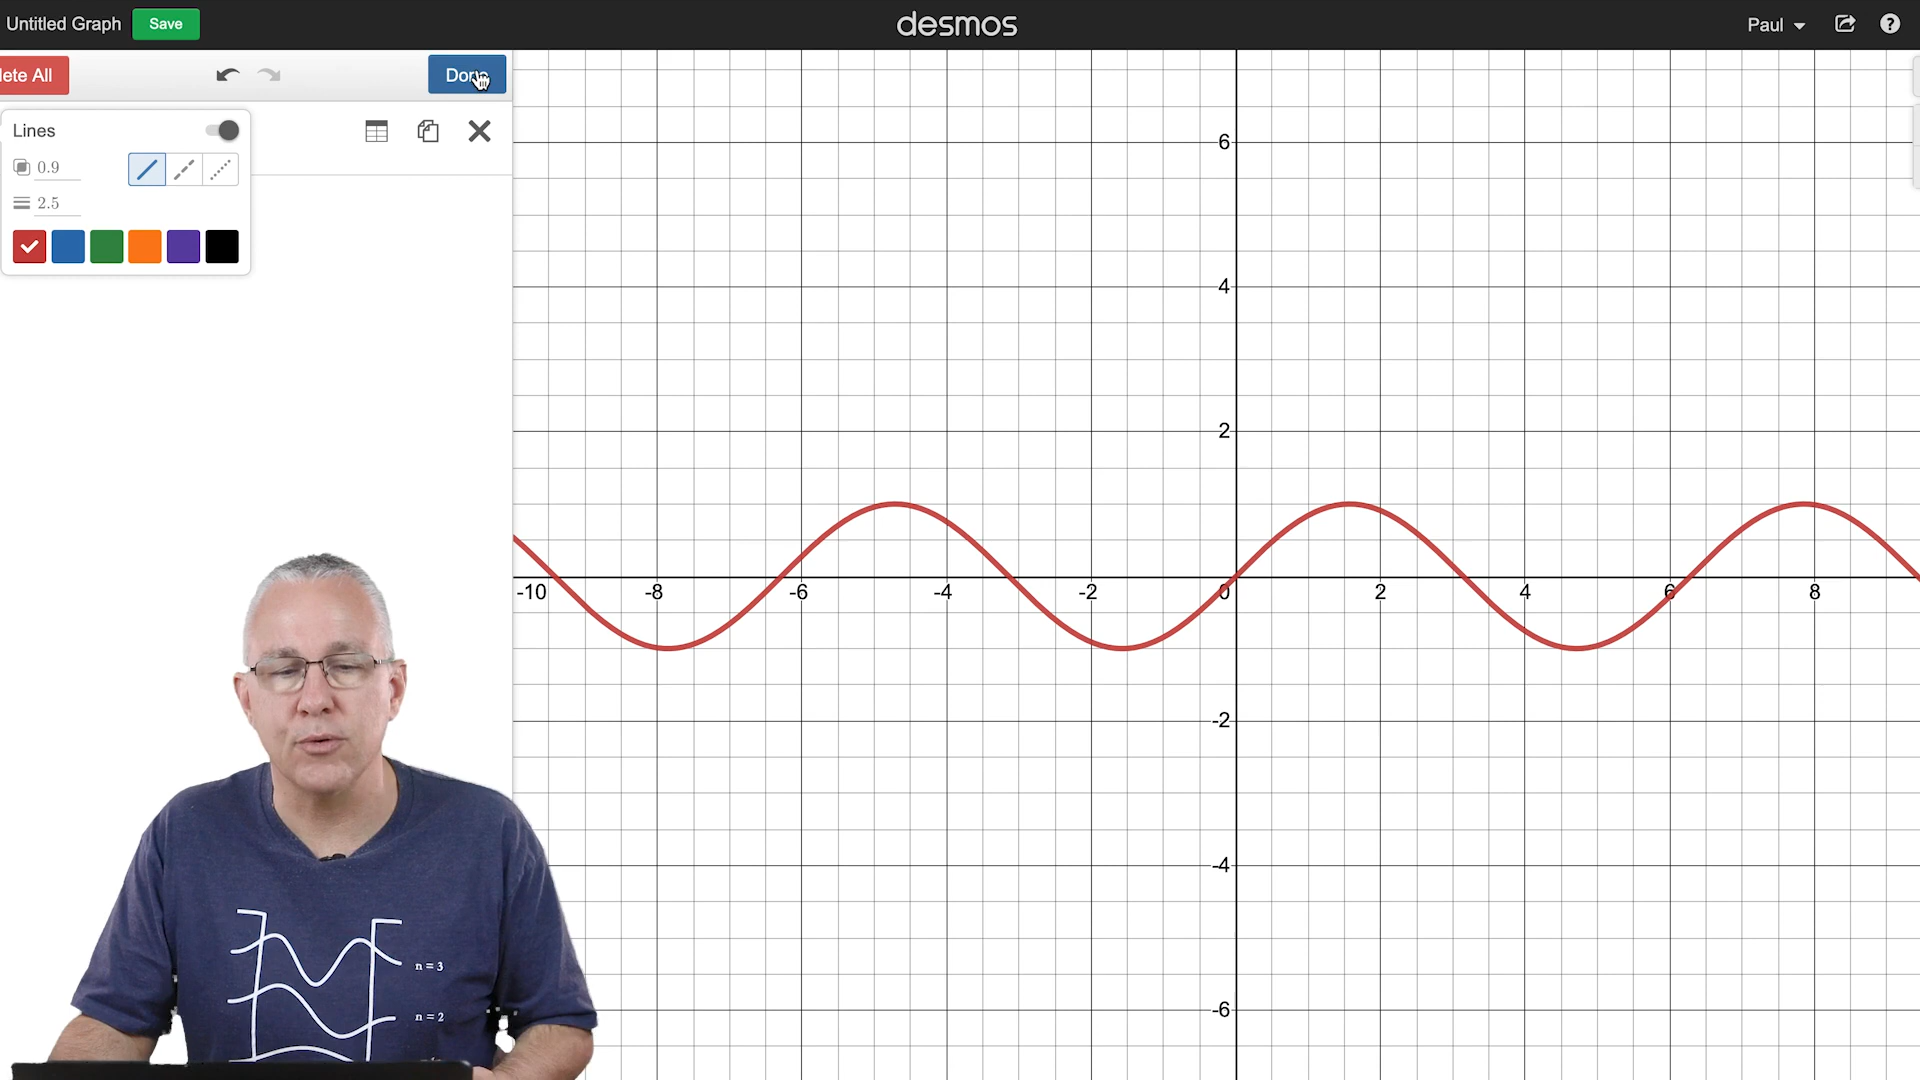 Untitled Graph Save desmos Paul
lete All Done
Lines
0.9
2.5
6
4
2
-10 -8 -6 -4 -2 0 2 4 6 8
-2
-4
-6
n = 3
n = 2